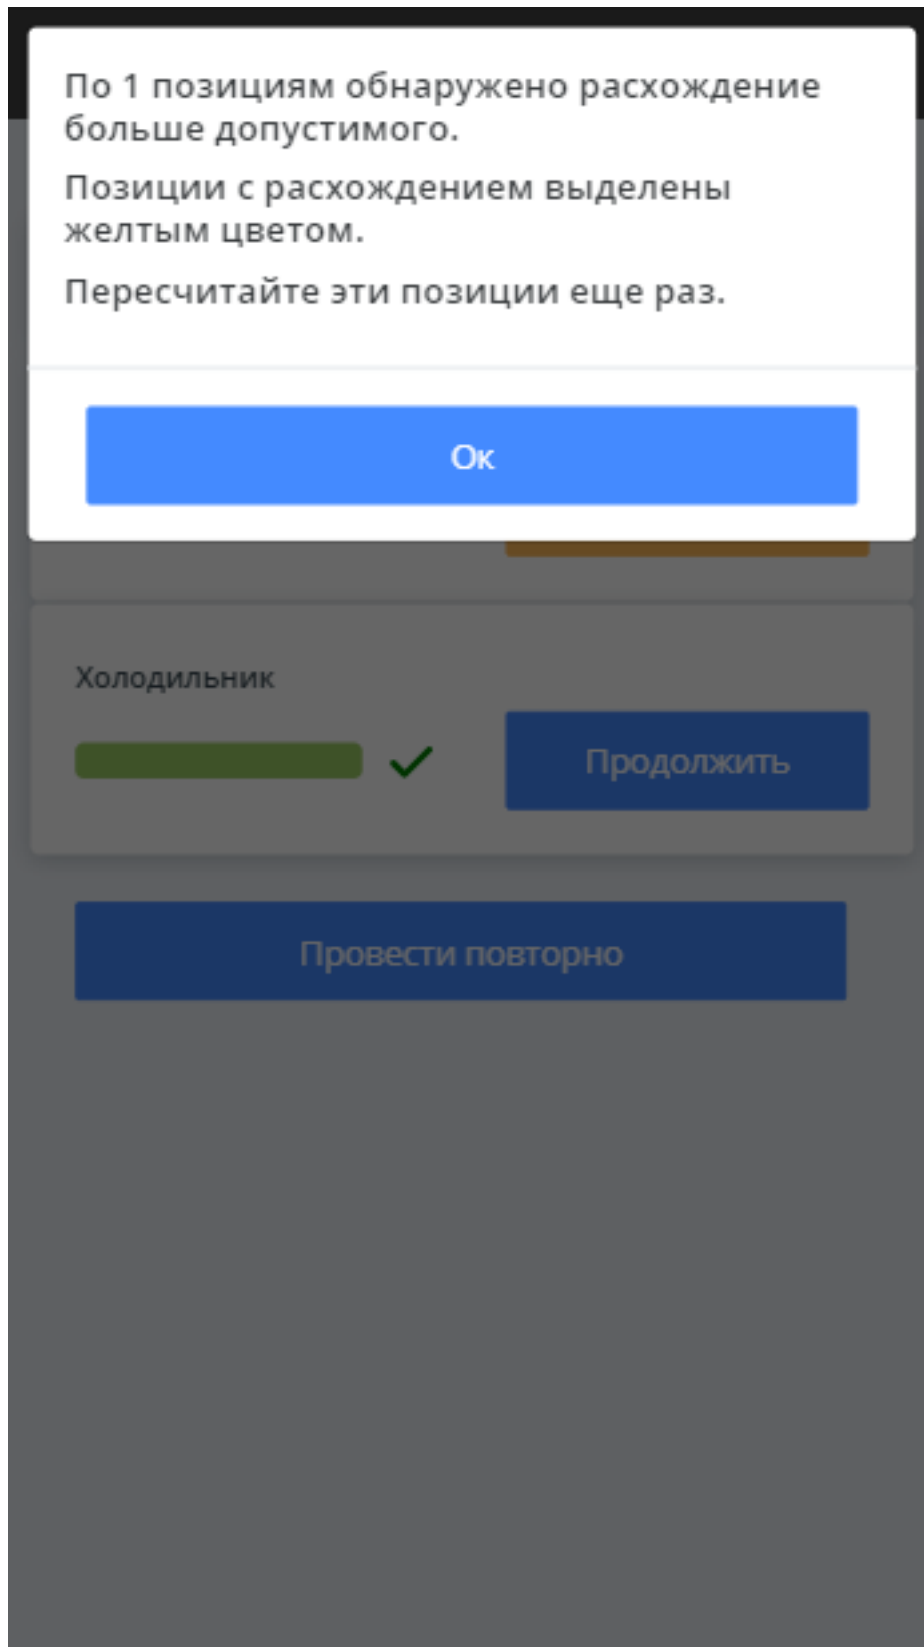 По 1 позициям обнаружено расхождение
больше допустимого.
Позиции с расхождением выделены
желтым цветом.
Пересчитайте эти позиции еще раз.
Ок
Холодильник
Продолжить
Провести повторно